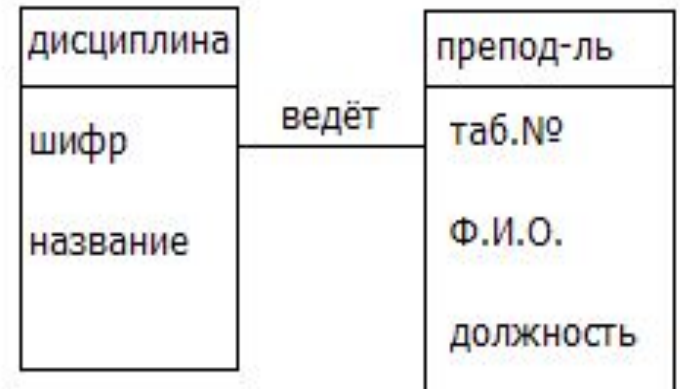 дисциплина
шифр
название
ведёт
препод-ль
таб.№
Ф.И.О.
должность